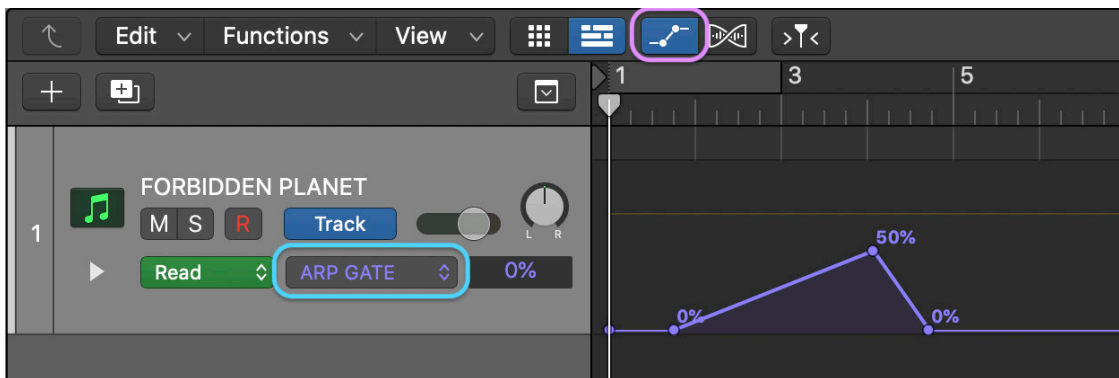 Edit Functions View
1 3 5
FORBIDDEN PLANET
M S R Track L R
1
Read ARP GATE 0%
0% 50% 0%